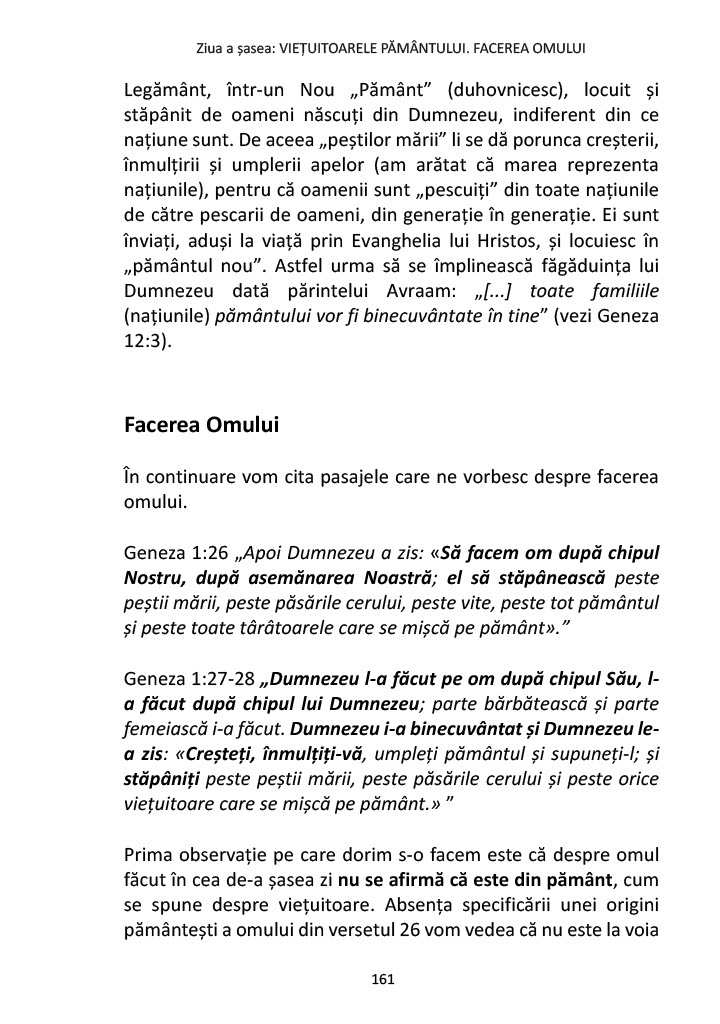 Ziua a șasea: VIEȚUITOARELE PĂMÂNTULUI. FACEREA OMULUI
Legământ, într-un Nou „Pământ” (duhovnicesc), locuit și
stăpânit de oameni născuți din Dumnezeu, indiferent din ce
națiune sunt. De aceea „peștilor mării” li se dă porunca creșterii,
înmulțirii și umplerii apelor (am arătat că marea reprezenta
națiunile), pentru că oamenii sunt „pescuiți” din toate națiunile
de către pescarii de oameni, din generație în generație. Ei sunt
înviați, aduși la viață prin Evanghelia lui Hristos, și locuiesc în
„pământul nou”. Astfel urma să se împlinească făgăduința lui
Dumnezeu dată părintelui Avraam: „[...] toate familiile
(națiunile) pământului vor fi binecuvântate în tine” (vezi Geneza
12:3).
Facerea Omului
În continuare vom cita pasajele care ne vorbesc despre facerea
omului.
Geneza 1:26 „Apoi Dumnezeu a zis: «Să facem om după chipul
Nostru, după asemănarea Noastră; el să stăpânească peste
peștii mării, peste păsările cerului, peste vite, peste tot pământul
și peste toate târâtoarele care se mișcă pe pământ».”
Geneza 1:27-28 „Dumnezeu l-a făcut pe om după chipul Său, l-
a făcut după chipul lui Dumnezeu; parte bărbătească și parte
femeiască i-a făcut. Dumnezeu i-a binecuvântat și Dumnezeu le-
a zis: «Creșteți, înmulțiți-vă, umpleți pământul și supuneți-l; și
stăpâniți peste peștii mării, peste păsările cerului și peste orice
viețuitoare care se mișcă pe pământ.» ”
Prima observație pe care dorim s-o facem este că despre omul
făcut în cea de-a șasea zi nu se afirmă că este din pământ, cum
se spune despre viețuitoare. Absența specificării unei origini
pământești a omului din versetul 26 vom vedea că nu este la voia
161